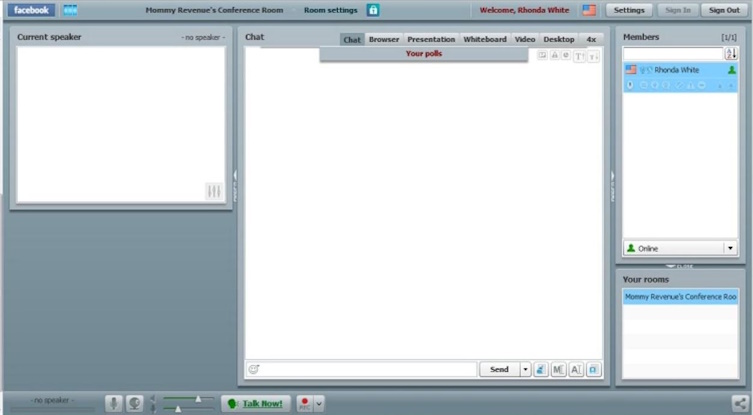 facebook Mommy Revenue's Conference Room Room settings Welcome, Rhonda White Settings Sign In Sign Out
Current speaker - no speaker -
Chat Chat Browser Presentation Whiteboard Video Desktop 4x
Your polls
Members [1/1]
Rhonda White
Online
Your rooms
Mommy Revenue's Conference Roo
Send
- no speaker - Talk Now! REC